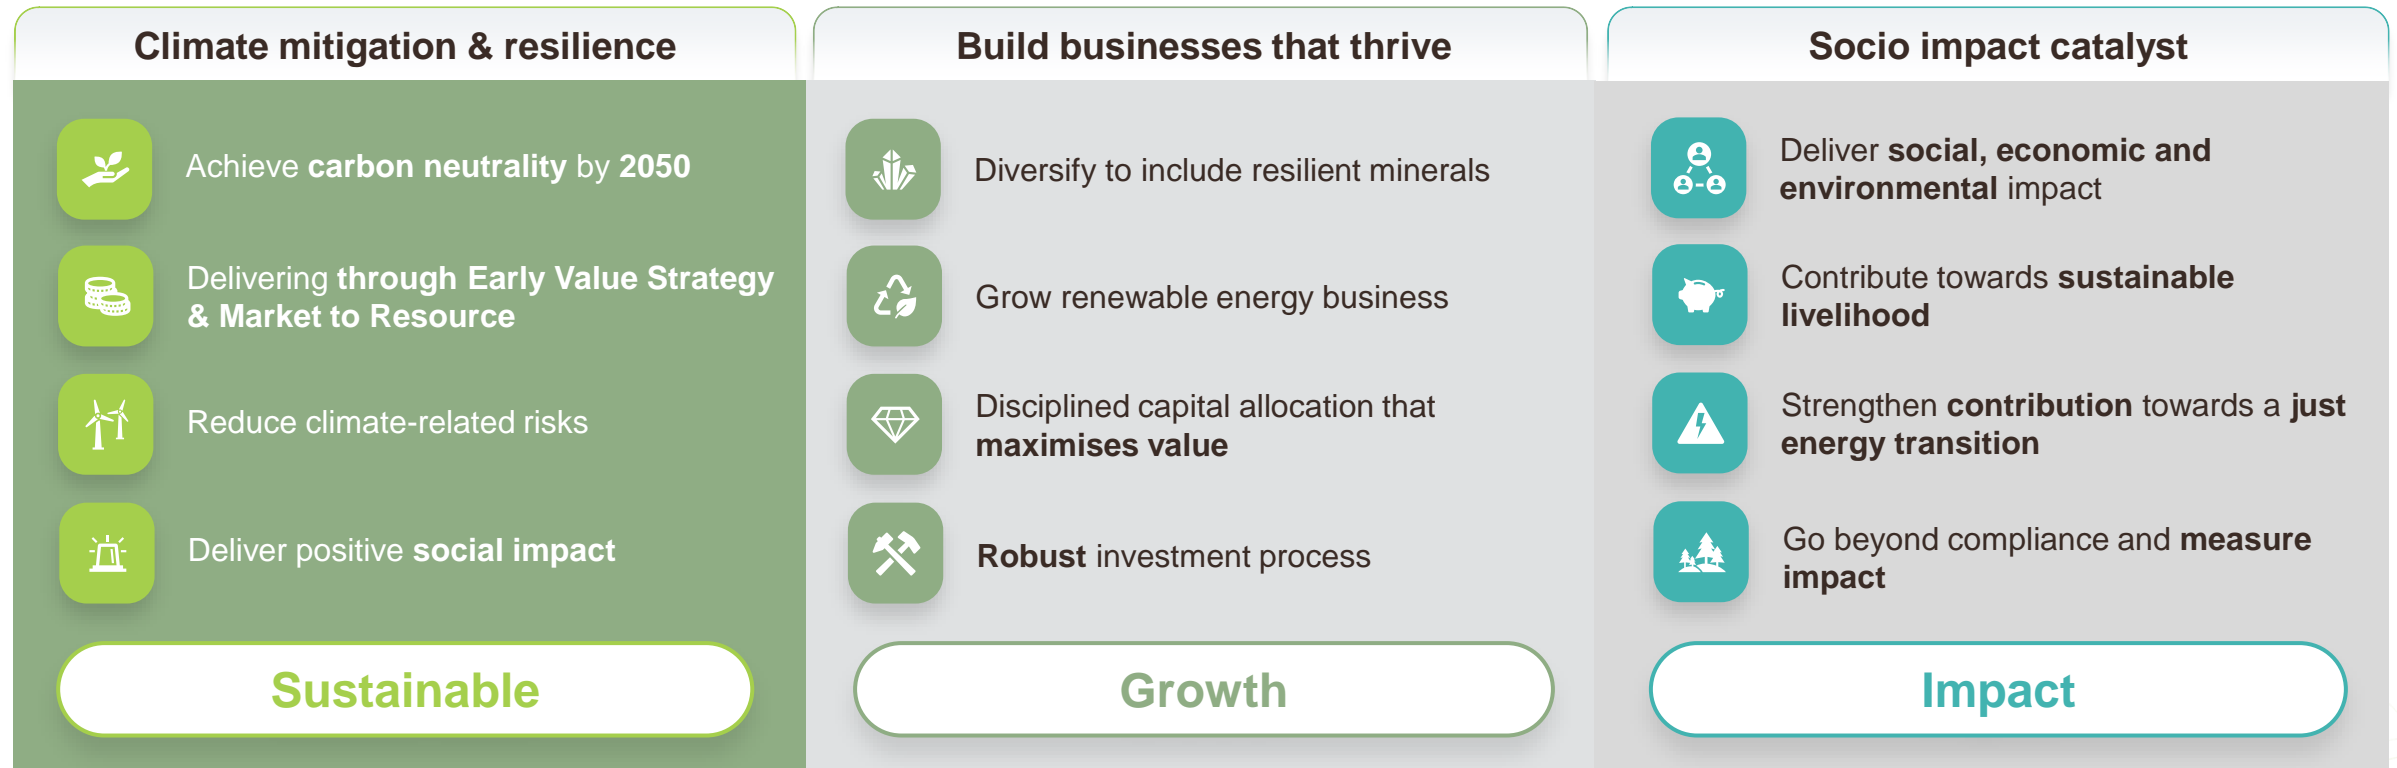 Climate mitigation & resilience
Achieve carbon neutrality by 2050
Delivering through Early Value Strategy
& Market to Resource
Reduce climate-related risks
Deliver positive social impact
Sustainable
Build businesses that thrive
Diversify to include resilient minerals
Grow renewable energy business
Disciplined capital allocation that
maximises value
Robust investment process
Growth
Socio impact catalyst
Deliver social, economic and
environmental impact
Contribute towards sustainable
livelihood
Strengthen contribution towards a just
energy transition
Go beyond compliance and measure
impact
Impact